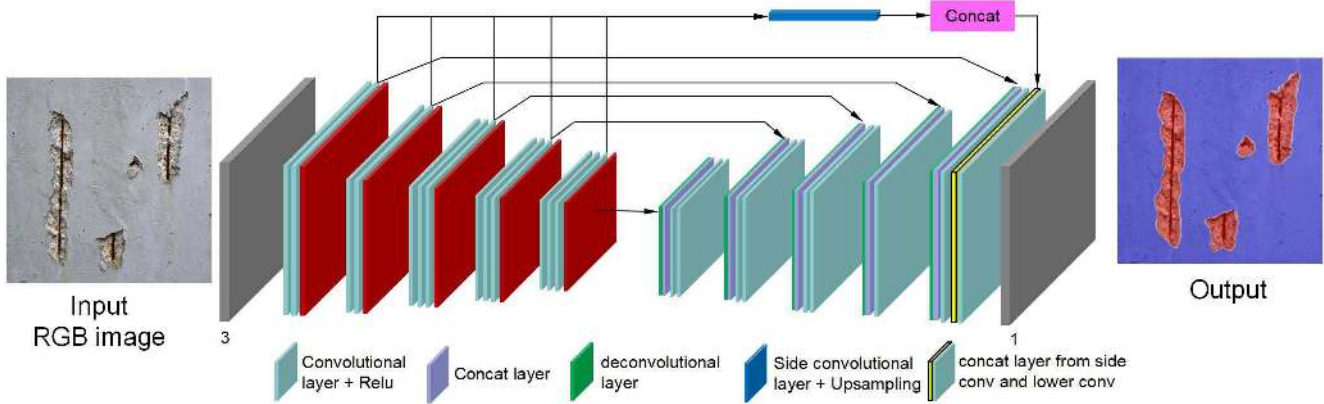 Concat
Input
RGB image
3
1
Output
Convolutional
layer + Relu
Concat layer
deconvolutional
layer
Side convolutional
layer + Upsampling
concat layer from side
conv and lower conv